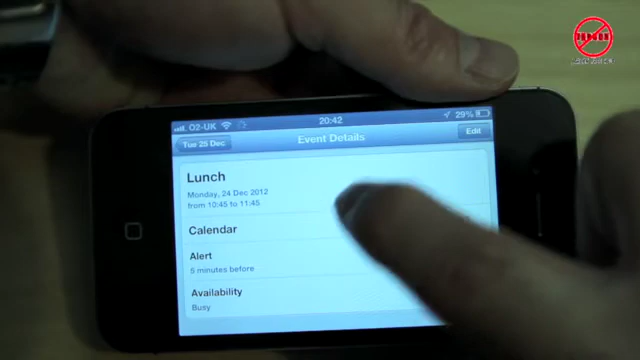 O2-UK
20:42
29%
Tue 25 Dec
Event Details
Edit
Lunch
Monday, 24 Dec 2012
from 10:45 to 11:45
Calendar
Alert
5 minutes before
Availability
Busy